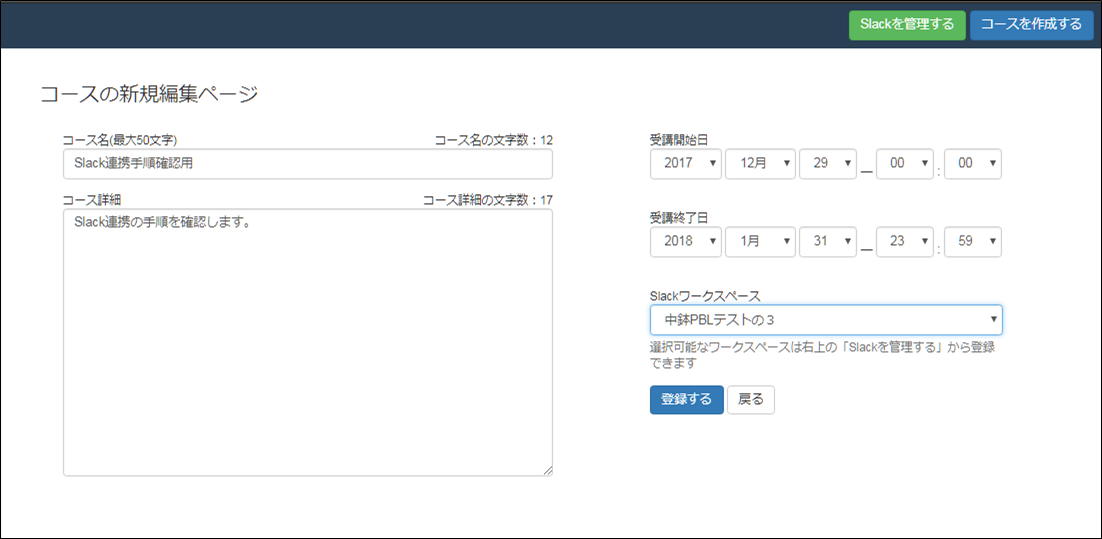 Slackを管理する コースを作成する
コースの新規編集ページ
コース名(最大50文字) コース名の文字数：12
Slack連携手順確認用
コース詳細 コース詳細の文字数：17
Slack連携の手順を確認します。
受講開始日
2017 12月 29 — 00 : 00
受講終了日
2018 1月 31 — 23 : 59
Slackワークスペース
中鉢PBLテストの３
選択可能なワークスペースは右上の「Slackを管理する」から登録
できます
登録する 戻る